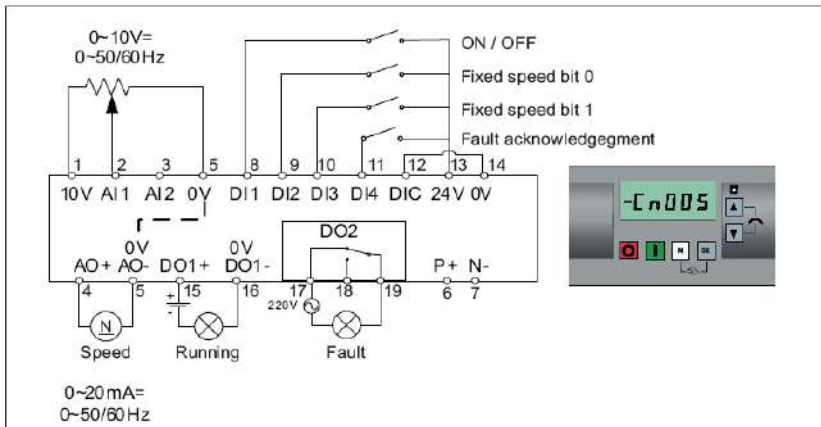 0~10V=
0~50/60Hz
ON / OFF
Fixed speed bit 0
Fixed speed bit 1
Fault acknowledgegment
1 2 3 5 8 9 10 11 12 13 14
10V AI1 AI2 0V DI1 DI2 DI3 DI4 DIC 24V 0V
-Cn005
M OK
DO2
0V 0V
AO+ AO- DO1+ DO1- P+ N-
4 5 15 16 17 18 19 6 7
220V
+
-
N
Speed Running Fault
0~20mA=
0~50/60Hz